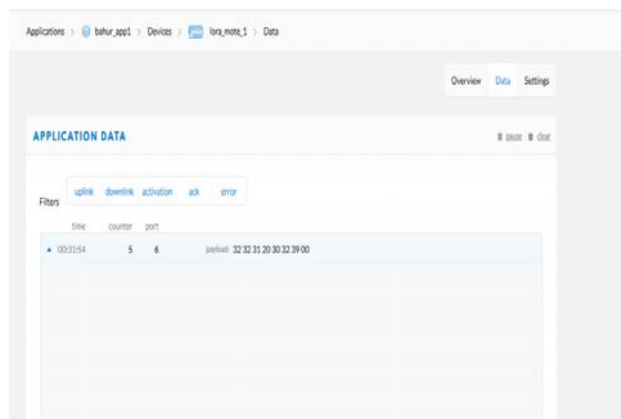 Applications > bahur_app1 > Devices > lora_mote_1 > Data
Overview Data Settings
APPLICATION DATA
pause clear
Filters uplink downlink activation ack error
time counter port
00:31:54 5 6 payload: 32 32 31 20 30 32 39 00